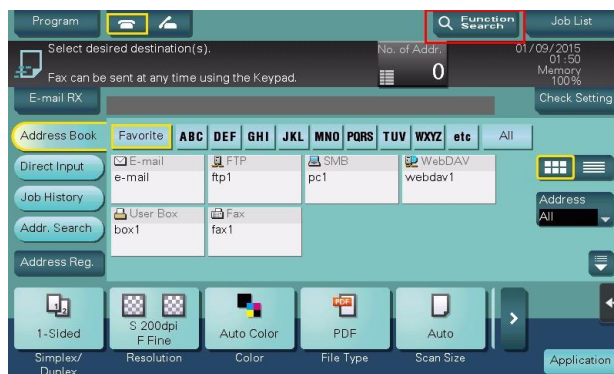 Program
Function
Search
Job List
Select desired destination(s).
Fax can be sent at any time using the Keypad.
No. of Addr.
0
01/09/2015
01:50
Memory
100%
E-mail RX
Check Setting
Address Book
Favorite ABC DEF GHI JKL MNO PQRS TUV WXYZ etc All
Direct Input
Job History
Addr. Search
Address Reg.
E-mail
e-mail
FTP
ftp1
SMB
pc1
WebDAV
webdav1
User Box
box1
Fax
fax1
Address
All
1-Sided
Simplex/
Duplex
S 200dpi
F Fine
Resolution
Auto Color
Color
PDF
PDF
File Type
Auto
Scan Size
Application